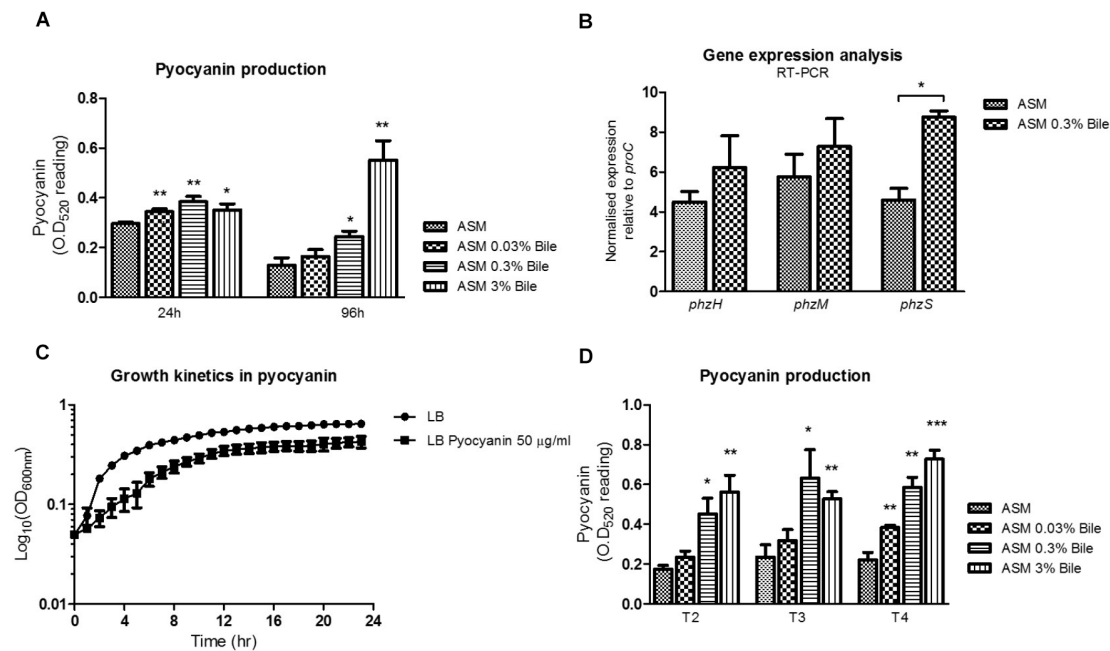 A
Pyocyanin production
Pyocyanin
(O.D520 reading)
0.8
0.6
0.4
0.2
0.0
**
**
*
*
**
24h
96h
ASM
ASM 0.03% Bile
ASM 0.3% Bile
ASM 3% Bile
B
Gene expression analysis
RT-PCR
Normalised expression
relative to proC
10
8
6
4
2
0
*
phzH
phzM
phzS
ASM
ASM 0.3% Bile
C
Growth kinetics in pyocyanin
Log10(OD600nm)
1
0.1
0.01
0 4 8 12 16 20 24
Time (hr)
LB
LB Pyocyanin 50 μg/ml
D
Pyocyanin production
Pyocyanin
(O.D520 reading)
1.0
0.8
0.6
0.4
0.2
0.0
*
**
*
**
**
**
***
T2
T3
T4
ASM
ASM 0.03% Bile
ASM 0.3% Bile
ASM 3% Bile